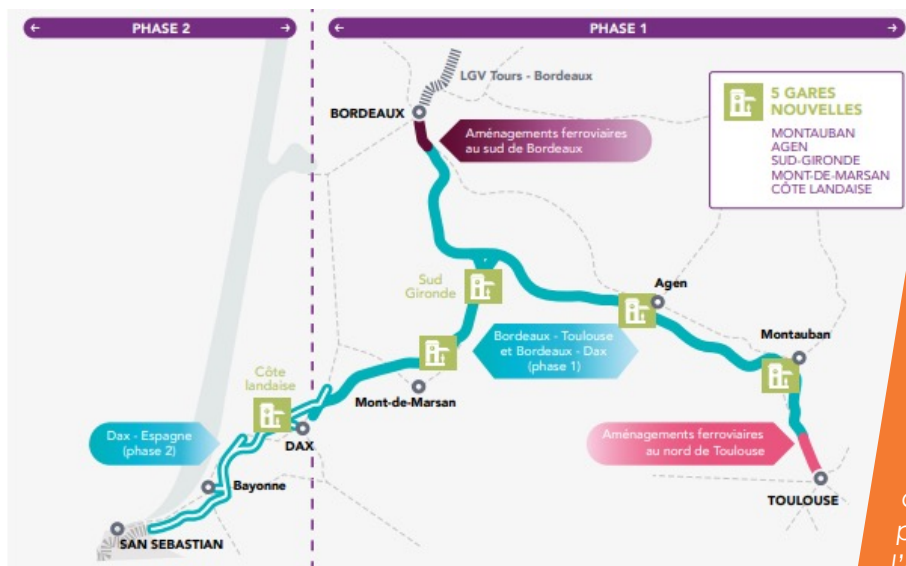 PHASE 2
PHASE 1
LGV Tours - Bordeaux
BORDEAUX
Aménagements ferroviaires
au sud de Bordeaux
5 GARES
NOUVELLES
MONTAUBAN
AGEN
SUD-GIRONDE
MONT-DE-MARSAN
CÔTE LANDAISE
Sud
Gironde
Agen
Bordeaux - Toulouse
et Bordeaux - Dax
(phase 1)
Montauban
Côte
landaise
Mont-de-Marsan
Dax - Espagne
(phase 2)
DAX
Aménagements ferroviaires
au nord de Toulouse
Bayonne
TOULOUSE
SAN SEBASTIAN